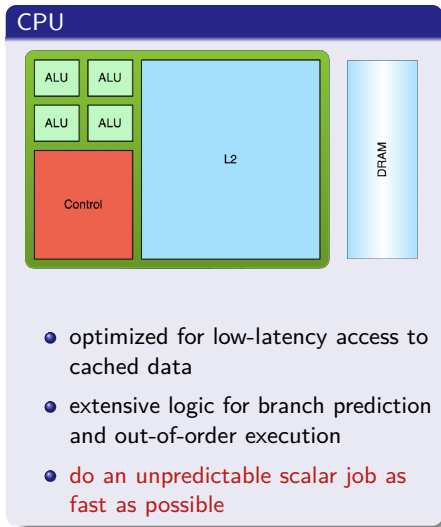 CPU
ALU ALU
ALU ALU
Control
L2
DRAM
optimized for low-latency access to
cached data
extensive logic for branch prediction
and out-of-order execution
do an unpredictable scalar job as
fast as possible